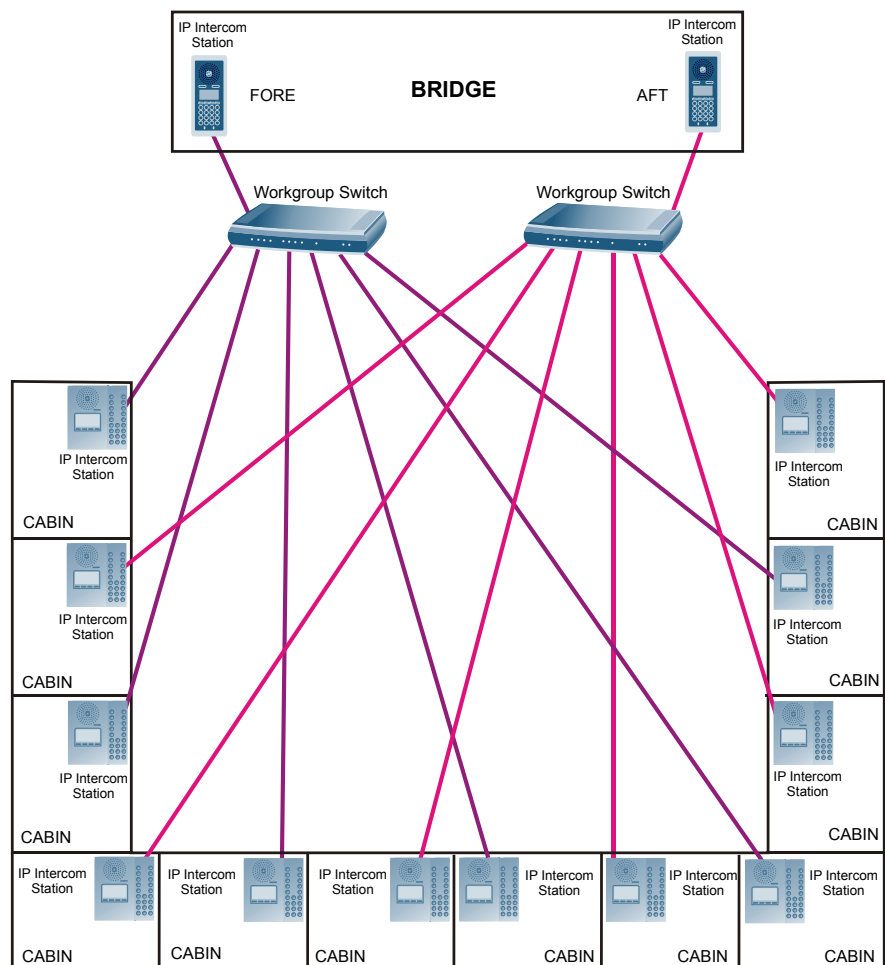 IP Intercom
Station
IP Intercom
Station
FORE
BRIDGE
AFT
Workgroup Switch
Workgroup Switch
IP Intercom
Station
CABIN
IP Intercom
Station
CABIN
IP Intercom
Station
CABIN
IP Intercom
Station
CABIN
IP Intercom
Station
CABIN
IP Intercom
Station
CABIN
IP Intercom
Station
CABIN
IP Intercom
Station
CABIN
IP Intercom
Station
CABIN
IP Intercom
Station
CABIN
IP Intercom
Station
CABIN
IP Intercom
Station
CABIN